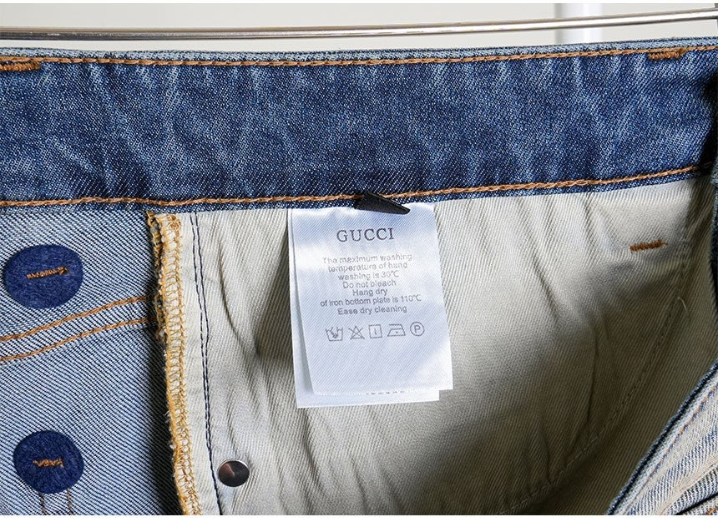 GUCCI
The maximum washing
temperature of hand
washing is 30℃
Do not bleach
Hang dry
of iron bottom plate is 110℃
Ease dry cleaning
P